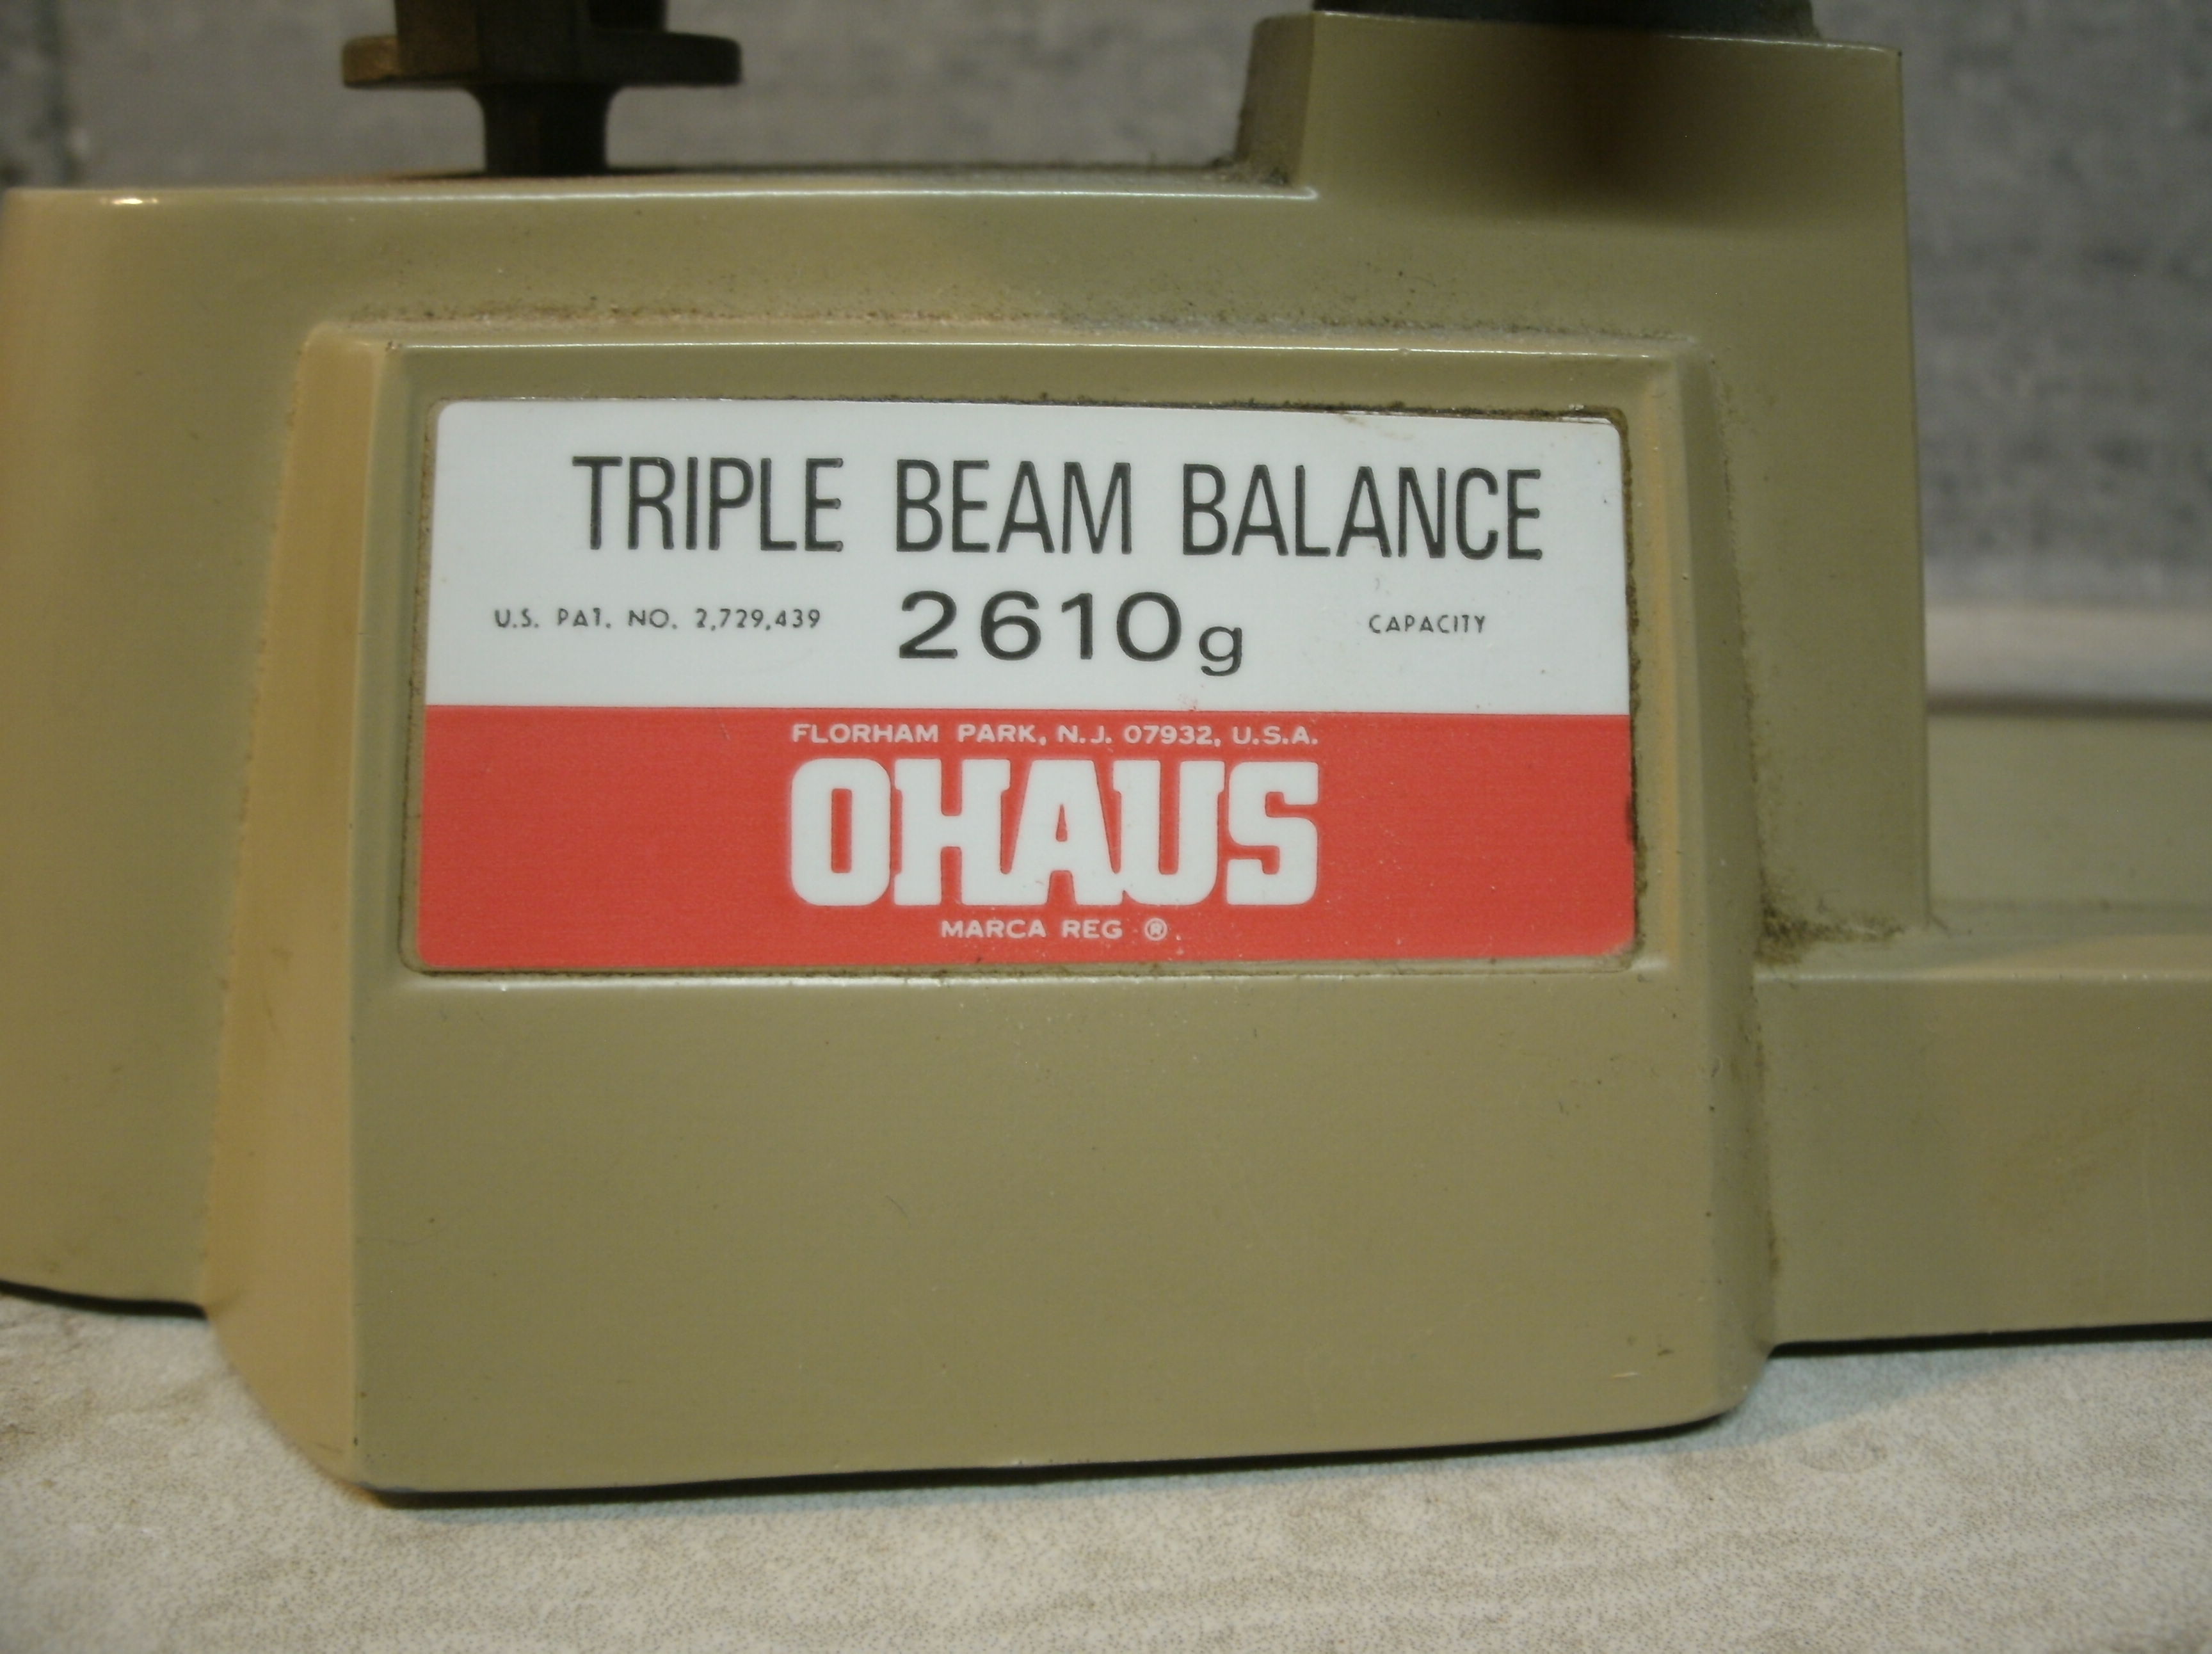 TRIPLE BEAM BALANCE
U.S. PAT. NO. 2,729,439 2610g CAPACITY
FLORHAM PARK, N.J. 07932, U.S.A.
OHAUS
MARCA REG ®